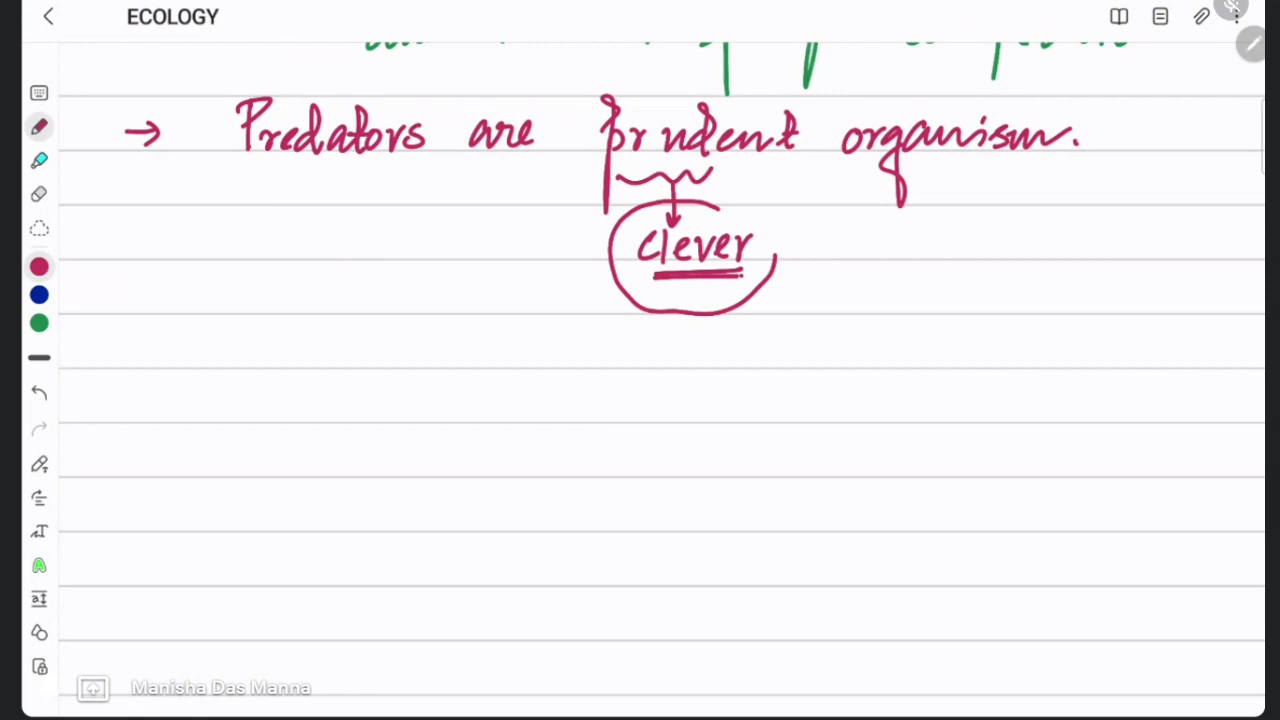 ECOLOGY
→ Predators are prudent organism.
clever
Manisha Das Manna